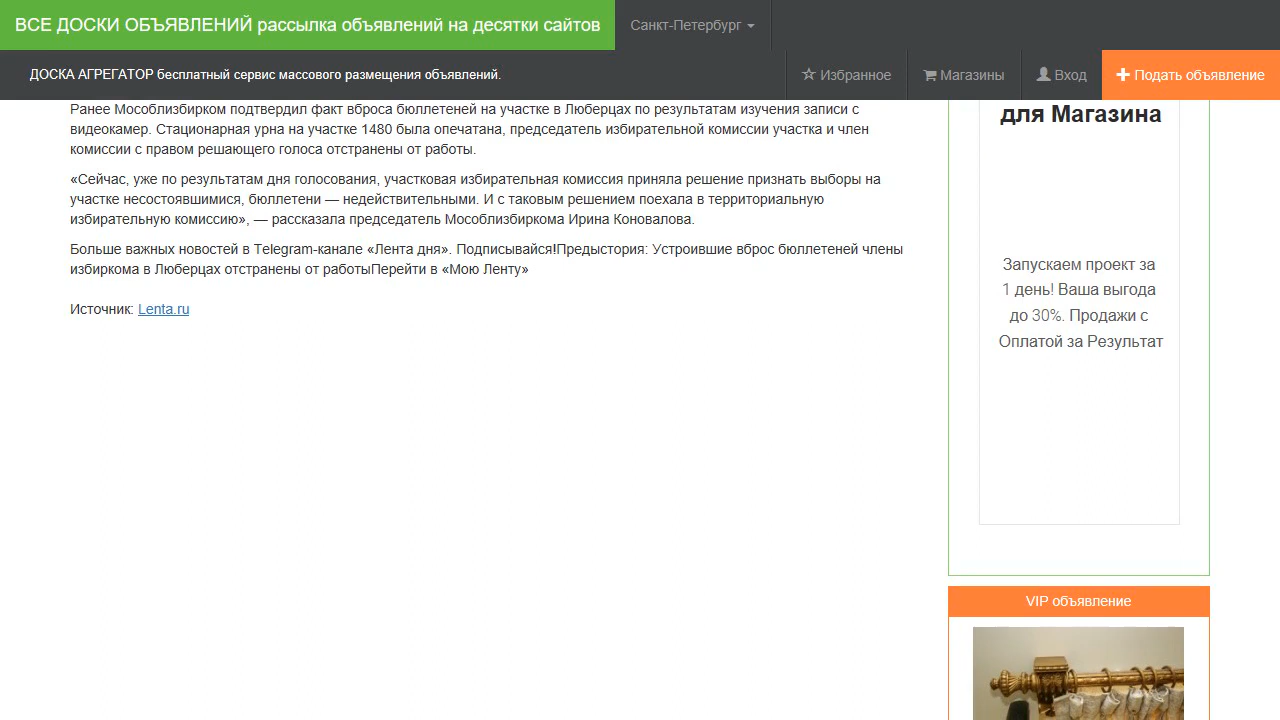 ВСЕ ДОСКИ ОБЪЯВЛЕНИЙ рассылка объявлений на десятки сайтов
Санкт-Петербург
ДОСКА АГРЕГАТОР бесплатный сервис массового размещения объявлений.
Избранное
Магазины
Вход
Подать объявление
Ранее Мособлизбирком подтвердил факт вброса бюллетеней на участке в Люберцах по результатам изучения записи с
видеокамер. Стационарная урна на участке 1480 была опечатана, председатель избирательной комиссии участка и член
комиссии с правом решающего голоса отстранены от работы.
«Сейчас, уже по результатам дня голосования, участковая избирательная комиссия приняла решение признать выборы на
участке несостоявшимися, бюллетени — недействительными. И с таковым решением поехала в территориальную
избирательную комиссию», — рассказала председатель Мособлизбиркома Ирина Коновалова.
Больше важных новостей в Telegram-канале «Лента дня». Подписывайся!Предыстория: Устроившие вброс бюллетеней члены
избиркома в Люберцах отстранены от работыПерейти в «Мою Ленту»
Источник: Lenta.ru
для Магазина
Запускаем проект за
1 день! Ваша выгода
до 30%. Продажи с
Оплатой за Результат
VIP объявление